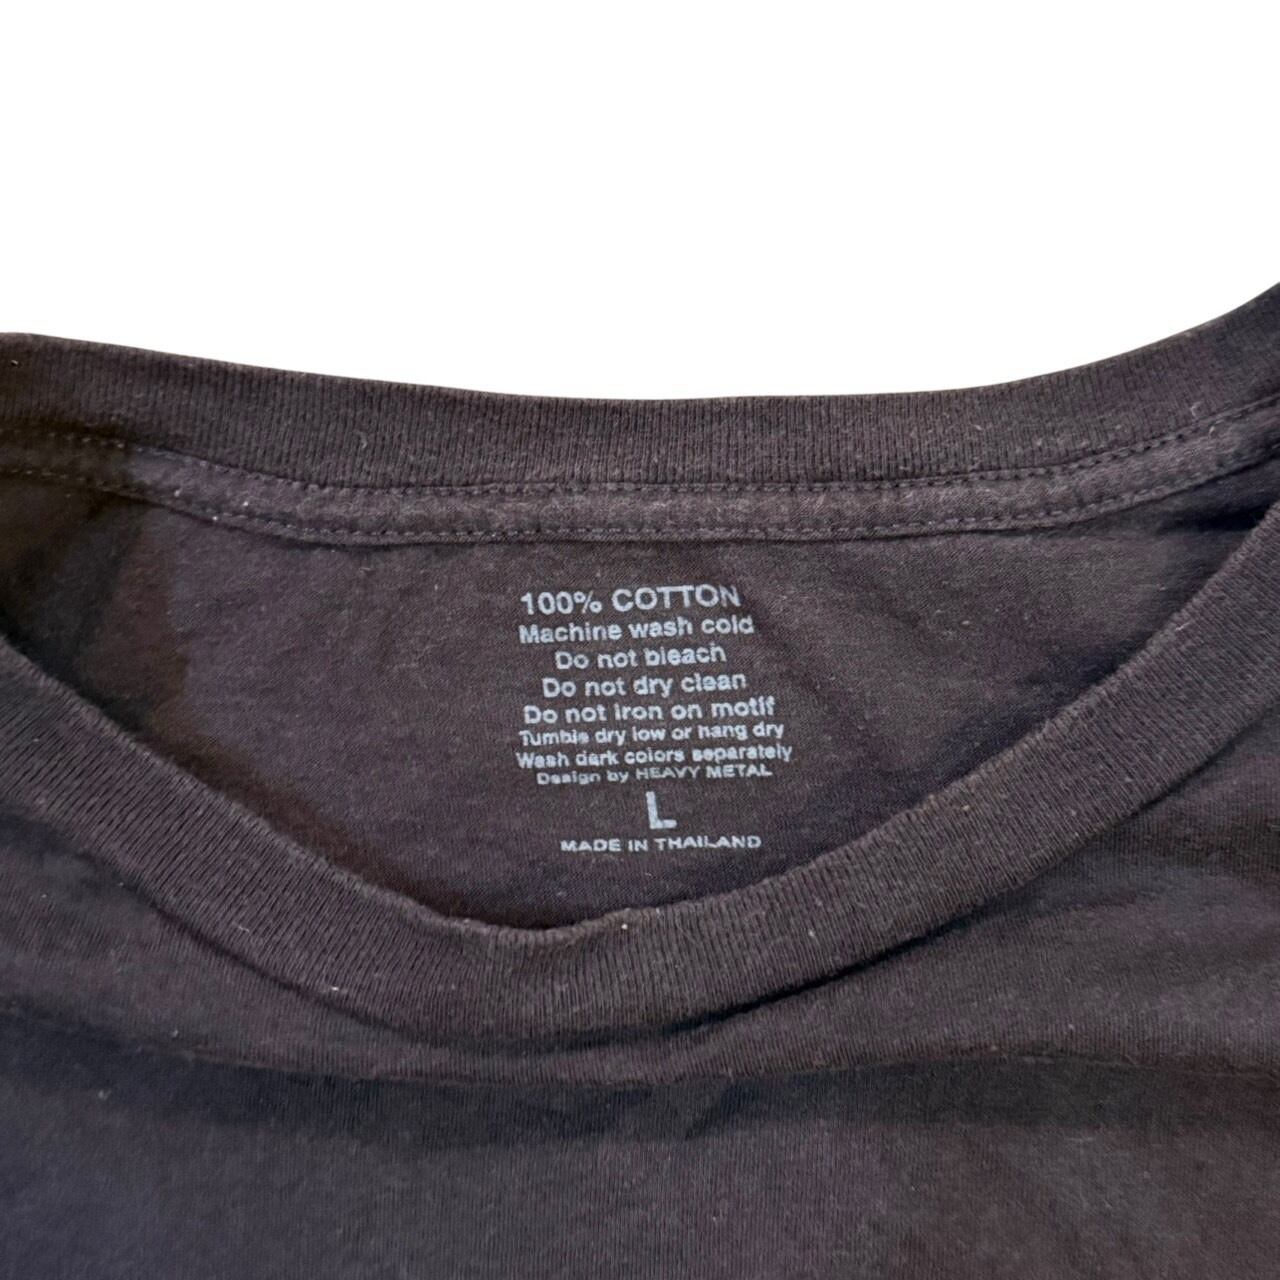 100% COTTON
Machine wash cold
Do not bleach
Do not dry clean
Do not iron on motif
Tumble dry low or hang dry
Wash dark colors separately
Design by HEAVY METAL
L
MADE IN THAILAND